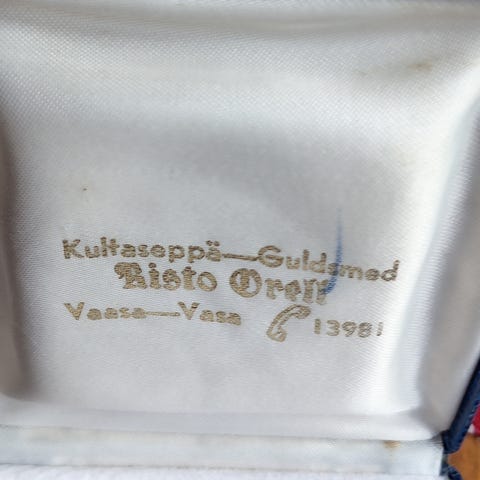 Kultaseppä—Guldsmed
Risto Orell
Vaasa—Vasa 13981